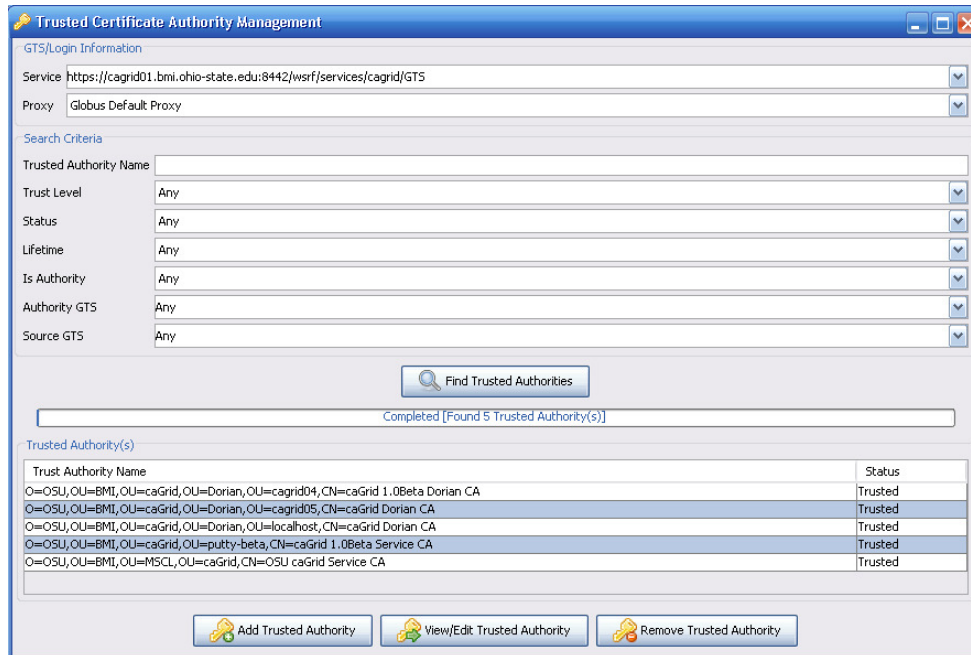 Trusted Certificate Authority Management
GTS/Login Information
Service https://cagrid01.bmi.ohio-state.edu:8442/wsrf/services/cagrid/GTS
Proxy Globus Default Proxy
Search Criteria
Trusted Authority Name
Trust Level Any
Status Any
Lifetime Any
Is Authority Any
Authority GTS Any
Source GTS Any
Find Trusted Authorities
Completed [Found 5 Trusted Authority(s)]
Trusted Authority(s)
Trust Authority Name Status
O=OSU,OU=BMI,OU=caGrid,OU=Dorian,OU=cagrid04,CN=caGrid 1.0Beta Dorian CA Trusted
O=OSU,OU=BMI,OU=caGrid,OU=Dorian,OU=cagrid05,CN=caGrid Dorian CA Trusted
O=OSU,OU=BMI,OU=caGrid,OU=Dorian,OU=localhost,CN=caGrid Dorian CA Trusted
O=OSU,OU=BMI,OU=caGrid,OU=putty-beta,CN=caGrid 1.0Beta Service CA Trusted
O=OSU,OU=BMI,OU=MSCL,OU=caGrid,CN=OSU caGrid Service CA Trusted
Add Trusted Authority View/Edit Trusted Authority Remove Trusted Authority